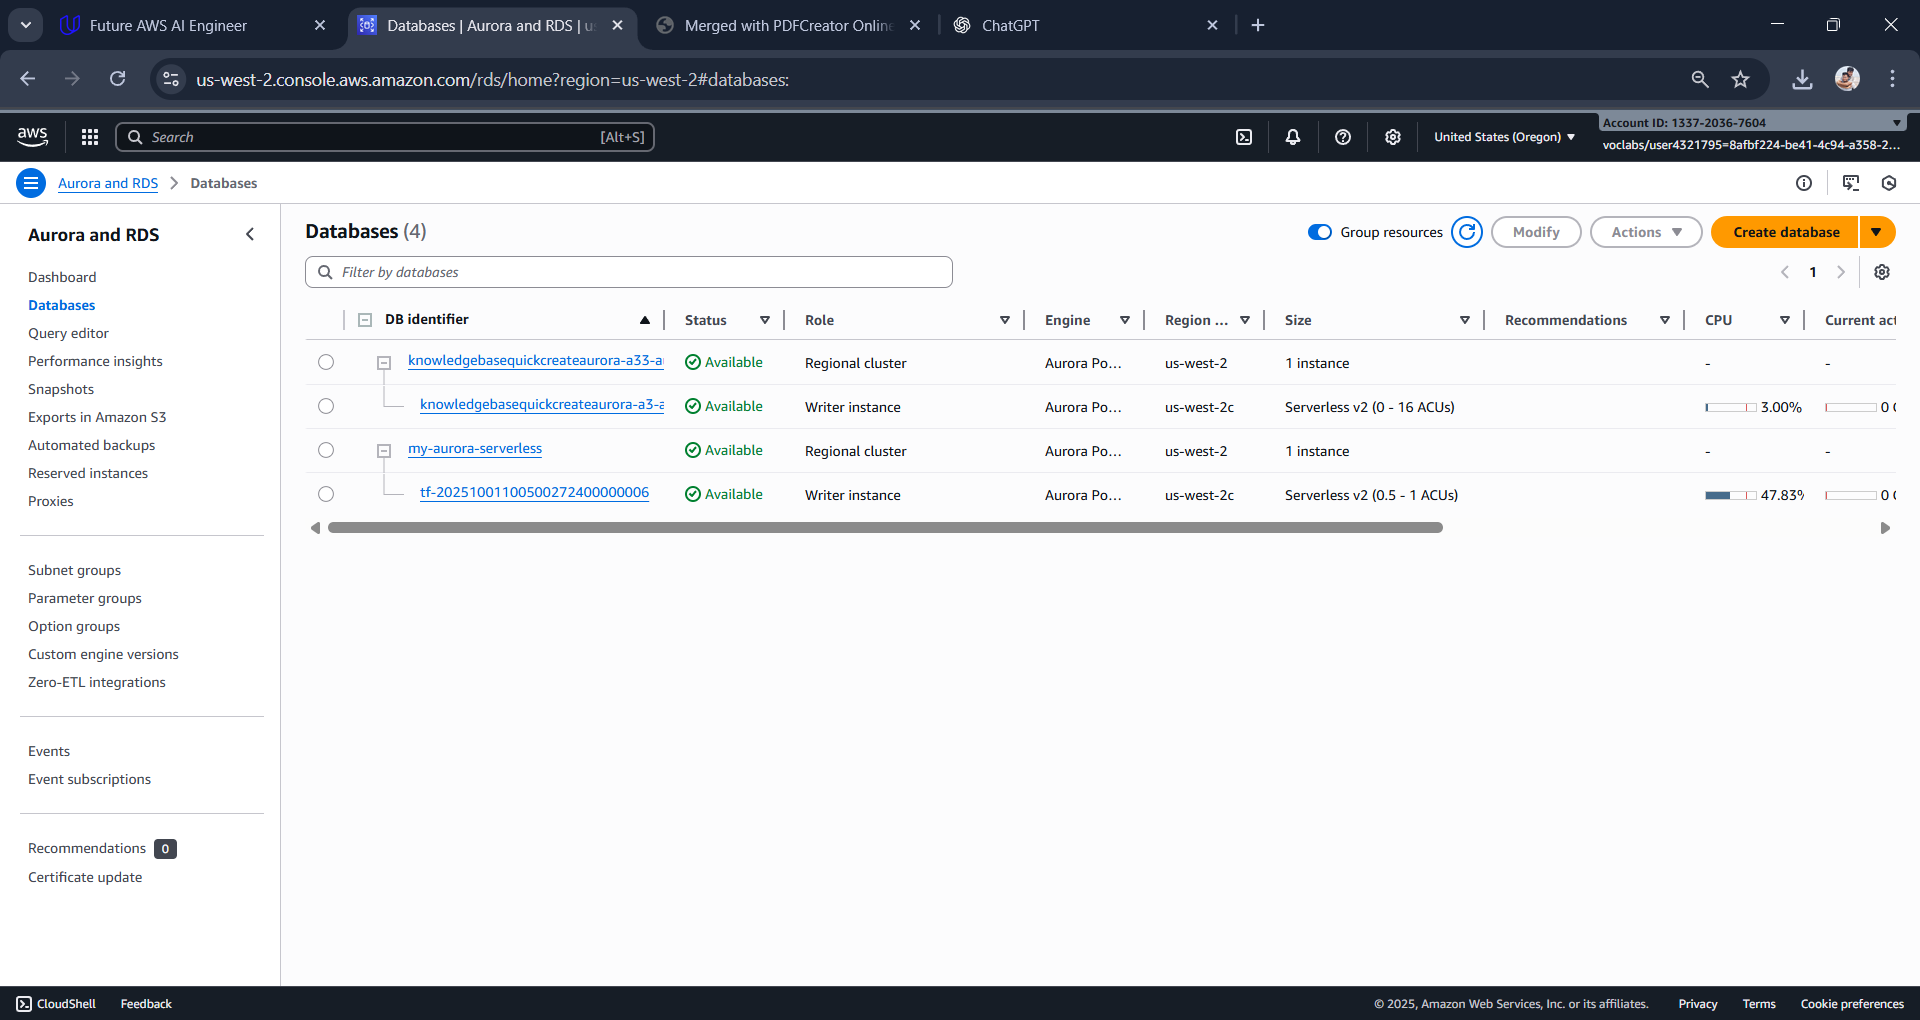 Future AWS AI Engineer
Databases | Aurora and RDS | u
Merged with PDFCreator Online
ChatGPT
us-west-2.console.aws.amazon.com/rds/home?region=us-west-2#databases:
aws
Search
[Alt+S]
United States (Oregon)
Account ID: 1337-2036-7604
voclabs/user4321795=8afbf224-be41-4c94-a358-2...
Aurora and RDS
Databases
Aurora and RDS
Dashboard
Databases
Query editor
Performance insights
Snapshots
Exports in Amazon S3
Automated backups
Reserved instances
Proxies
Subnet groups
Parameter groups
Option groups
Custom engine versions
Zero-ETL integrations
Events
Event subscriptions
Recommendations 0
Certificate update
Databases (4)
Group resources
Modify
Actions
Create database
Filter by databases
1
DB identifier Status Role Engine Region ... Size Recommendations CPU Current act
knowledgebasequickcreateaurora-a33-a Available Regional cluster Aurora Po... us-west-2 1 instance - -
knowledgebasequickcreateaurora-a3-a Available Writer instance Aurora Po... us-west-2c Serverless v2 (0 - 16 ACUs) 3.00% 0
my-aurora-serverless Available Regional cluster Aurora Po... us-west-2 1 instance - -
tf-20251001100500272400000006 Available Writer instance Aurora Po... us-west-2c Serverless v2 (0.5 - 1 ACUs) 47.83% 0
CloudShell
Feedback
© 2025, Amazon Web Services, Inc. or its affiliates.
Privacy
Terms
Cookie preferences